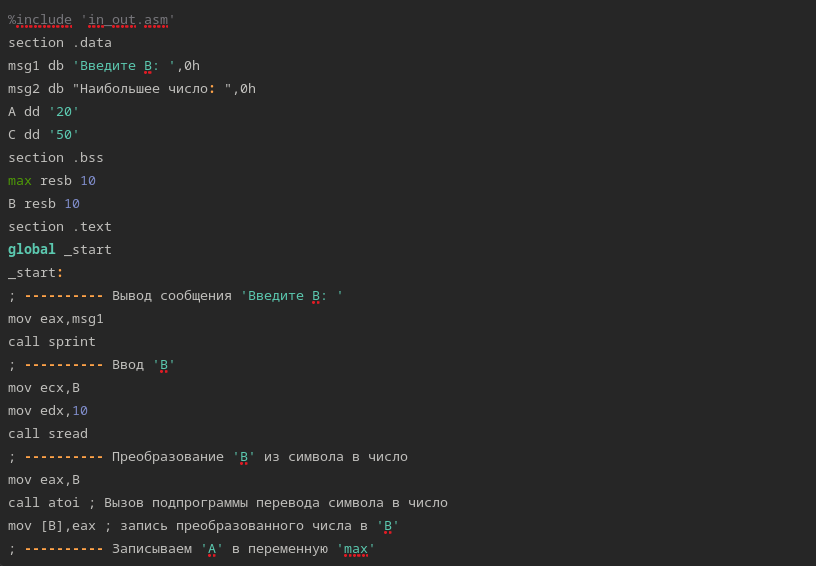 %include 'in_out.asm'
section .data
msg1 db 'Введите B: ',0h
msg2 db "Наибольшее число: ",0h
A dd '20'
C dd '50'
section .bss
max resb 10
B resb 10
section .text
global _start
_start:
; ---------- Вывод сообщения 'Введите B: '
mov eax,msg1
call sprint
; ---------- Ввод 'B'
mov ecx,B
mov edx,10
call sread
; ---------- Преобразование 'B' из символа в число
mov eax,B
call atoi ; Вызов подпрограммы перевода символа в число
mov [B],eax ; запись преобразованного числа в 'B'
; ---------- Записываем 'A' в переменную 'max'